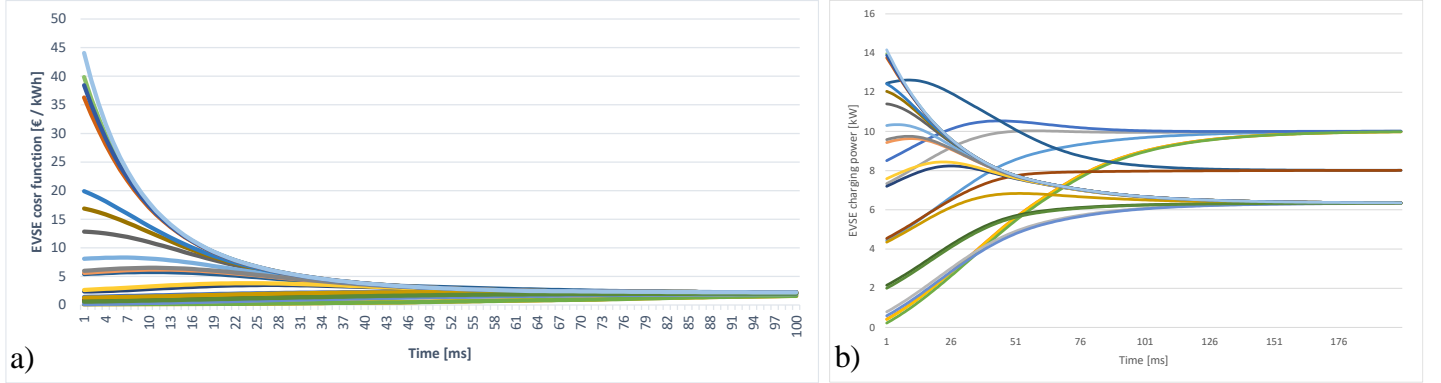 50
45
40
35
30
25
20
15
10
5
0
EVSE cosr function [€ / kWh]
1 4 7 10 13 16 19 22 25 28 31 34 37 40 43 46 49 52 55 58 61 64 67 70 73 76 79 82 85 88 91 94 97 100
Time [ms]
a)
16
14
12
10
8
6
4
2
0
EVSE charging power [kW]
1 26 51 76 101 126 151 176
Time [ms]
b)